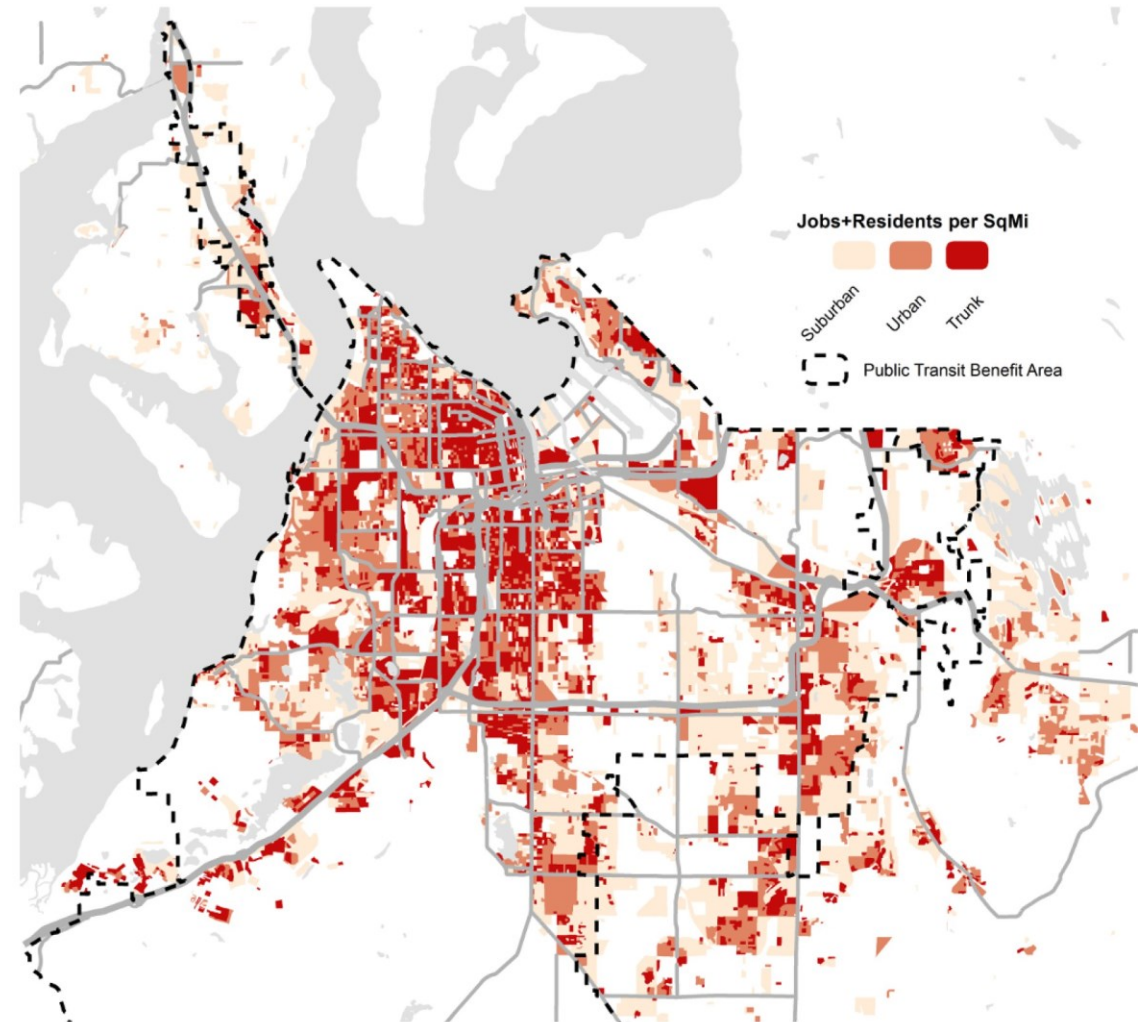 Jobs+Residents per SqMi
Suburban
Urban
Trunk
Public Transit Benefit Area